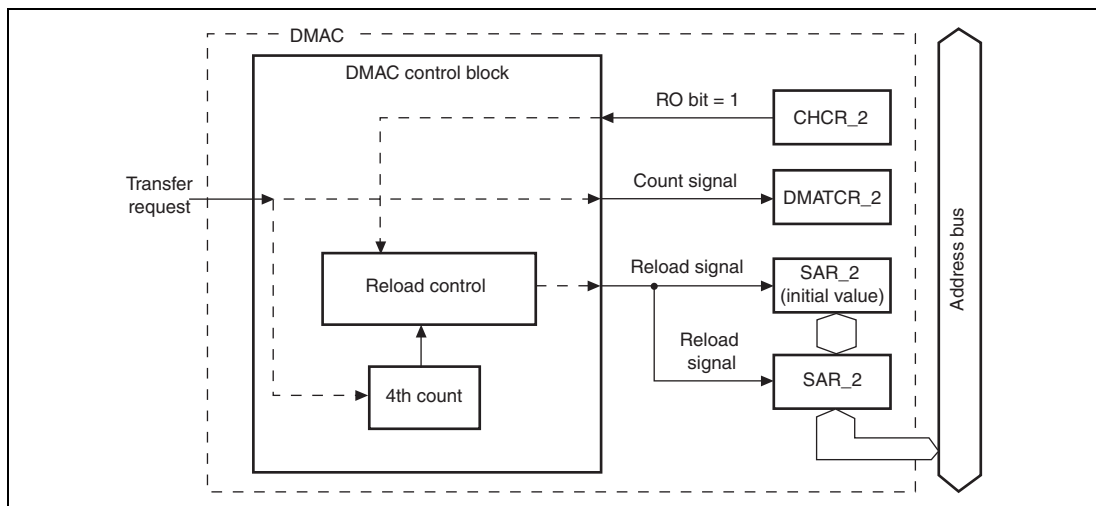 DMAC
DMAC control block
RO bit = 1
CHCR_2
Transfer
request
Count signal
DMATCR_2
Reload control
Reload signal
SAR_2
(initial value)
Reload
signal
SAR_2
4th count
Address bus